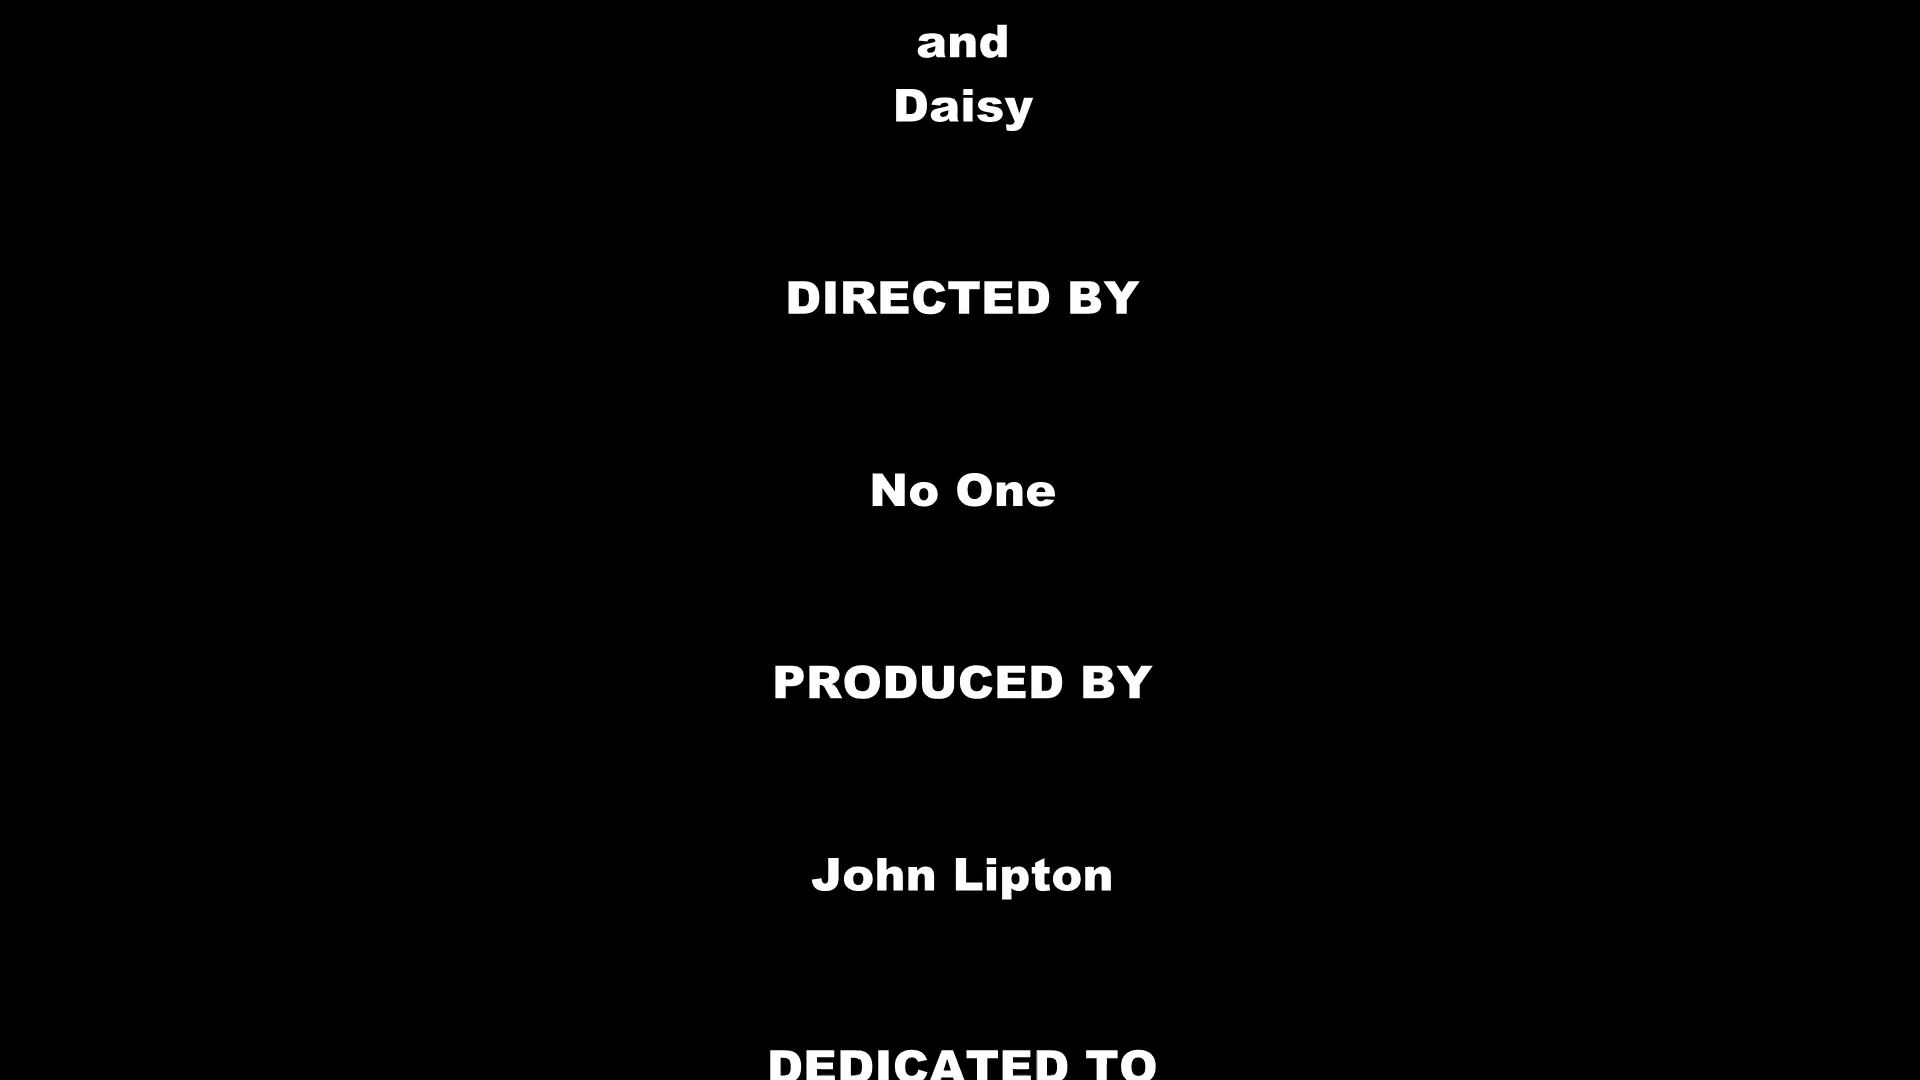 and
Daisy
DIRECTED BY
No One
PRODUCED BY
John Lipton
DEDICATED TO